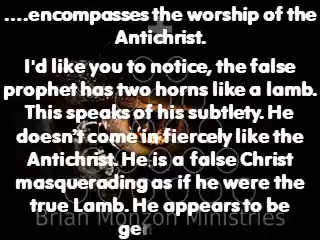 ....encompasses the worship of the
Antichrist.
I'd like you to notice, the false
prophet has two horns like a lamb.
This speaks of his subtlety. He
doesn't come in fiercely like the
Antichrist. He is a false Christ
masquerading as if he were the
true Lamb. He appears to be
Brian Monzon Ministries